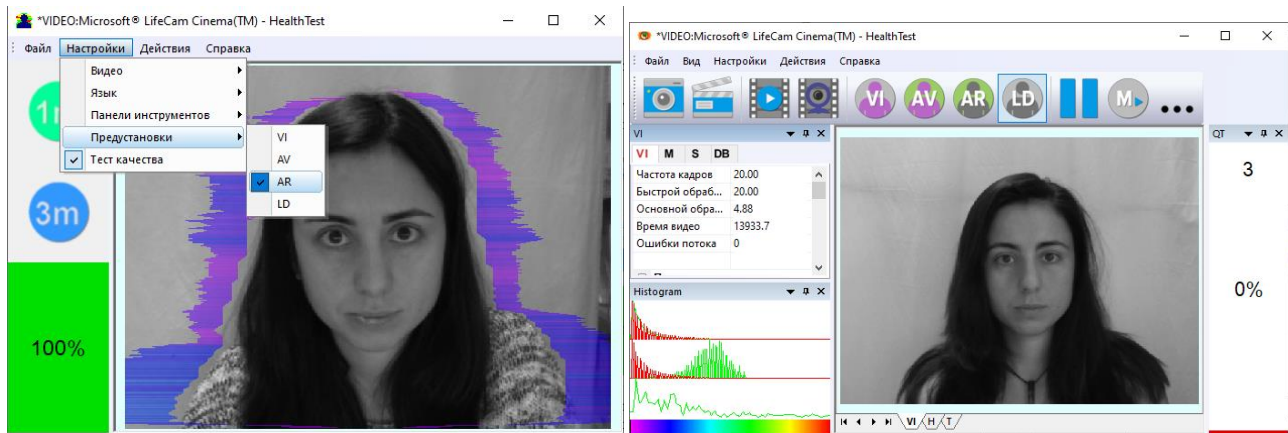 *VIDEO:Microsoft® LifeCam Cinema(TM) - HealthTest
Файл Настройки Действия Справка
Видео
Язык
Панели инструментов
Предустановки
Тест качества
VI
AV
AR
LD
3m
100%
*VIDEO:Microsoft® LifeCam Cinema(TM) - HealthTest
Файл Вид Настройки Действия Справка
VI AV AR LD M
VI
VI M S DB
Частота кадров 20.00
Быстрой обраб... 20.00
Основной обра... 4.88
Время видео 13933.7
Ошибки потока 0
Histogram
VI H T
QT
3
0%